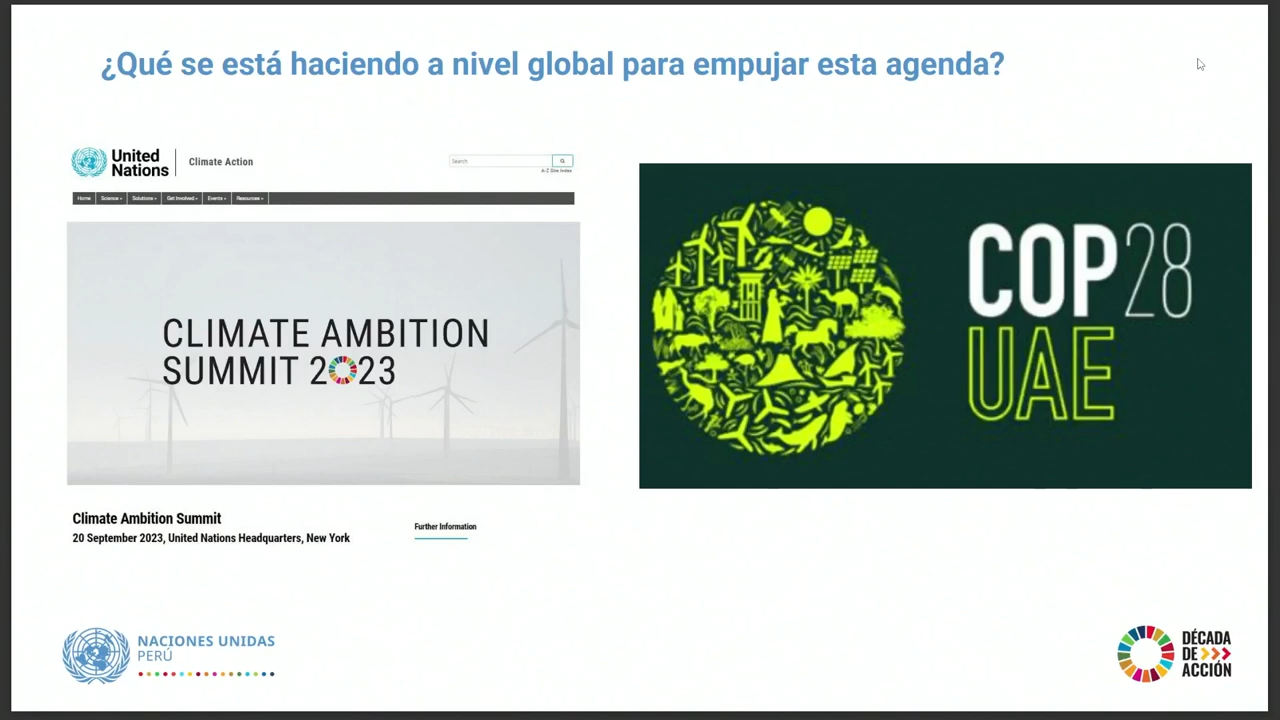 ¿Qué se está haciendo a nivel global para empujar esta agenda?
United
Nations
Climate Action
Search
A-Z Site Index
Home
Science
Solutions
Get Involved
Events
Resources
CLIMATE AMBITION
SUMMIT 2023
Climate Ambition Summit
20 September 2023, United Nations Headquarters, New York
Further Information
COP28
UAE
NACIONES UNIDAS
PERÚ
DÉCADA
DE
ACCIÓN